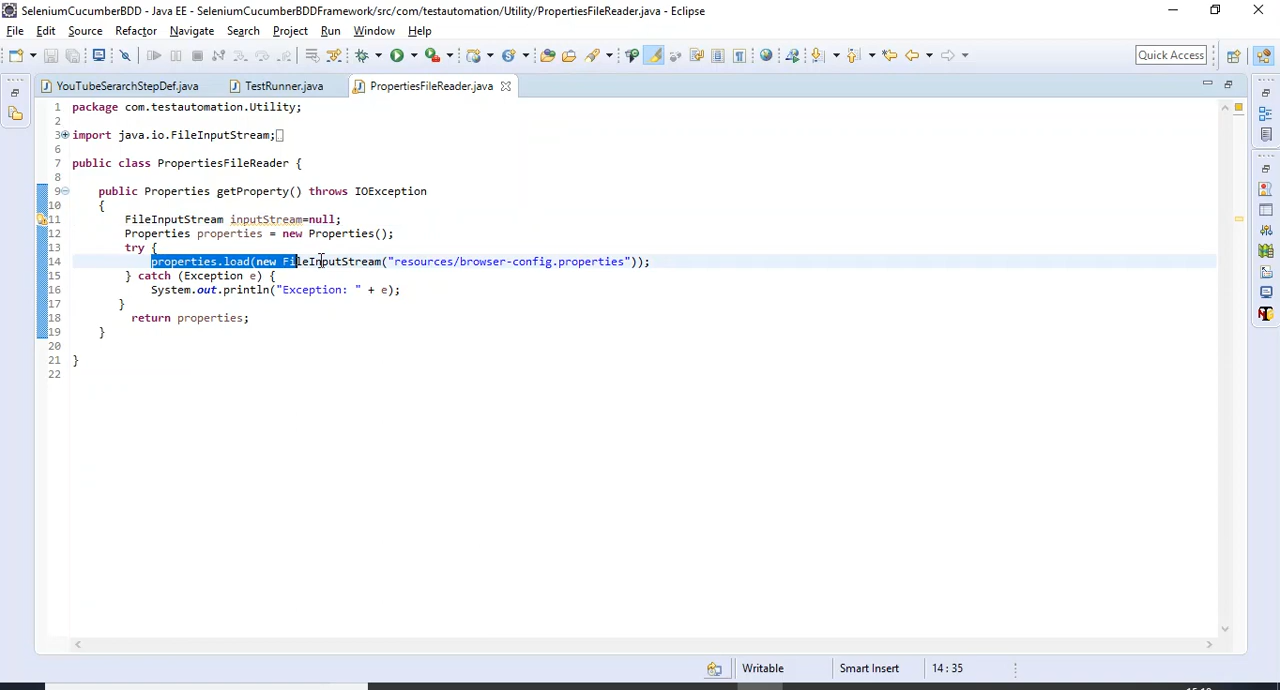 SeleniumCucumberBDD - Java EE - SeleniumCucumberBDDFramework/src/com/testautomation/Utility/PropertiesFileReader.java - Eclipse
File Edit Source Refactor Navigate Search Project Run Window Help
Quick Access
YouTubeSerarchStepDef.java TestRunner.java PropertiesFileReader.java
1 package com.testautomation.Utility;
2
3 import java.io.FileInputStream;
6
7 public class PropertiesFileReader {
8
9 public Properties getProperty() throws IOException
10 {
11 FileInputStream inputStream=null;
12 Properties properties = new Properties();
13 try {
14 properties.load(new FileInputStream("resources/browser-config.properties"));
15 } catch (Exception e) {
16 System.out.println("Exception: " + e);
17 }
18 return properties;
19 }
20
21 }
22
Writable Smart Insert 14 : 35